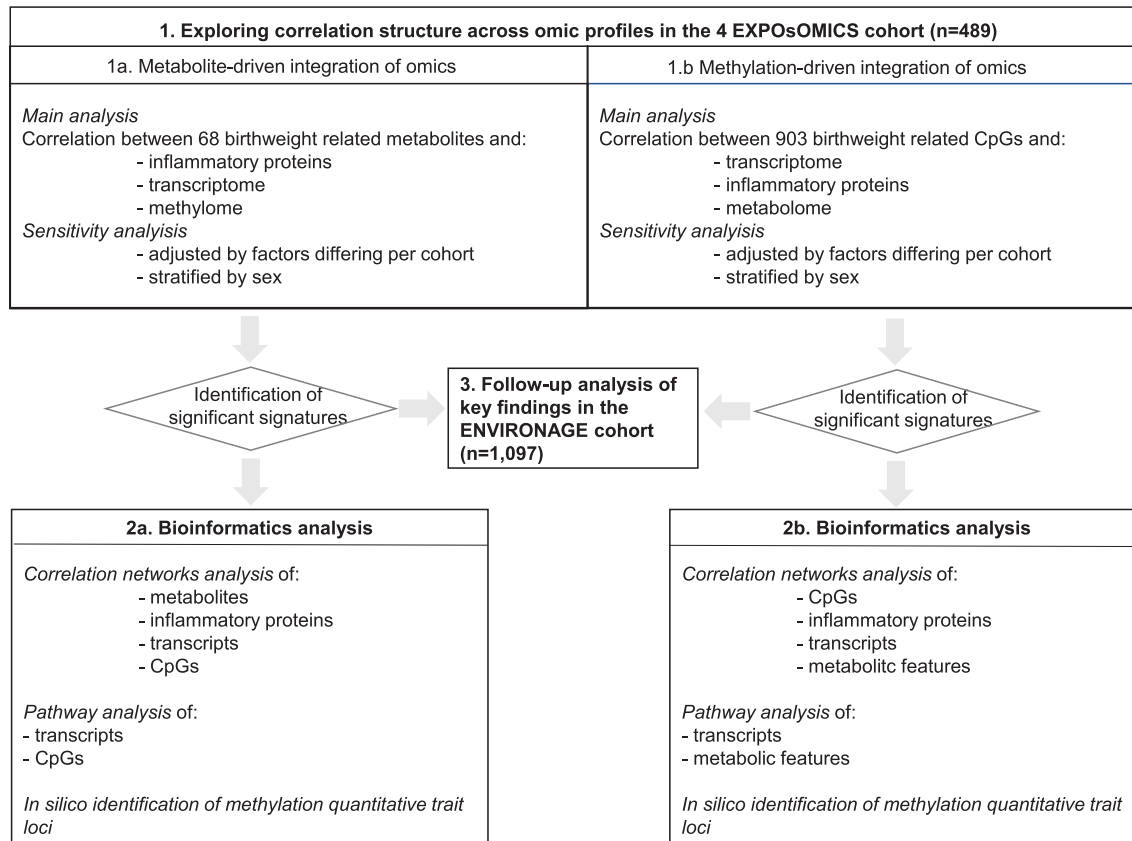 1. Exploring correlation structure across omic profiles in the 4 EXPOsOMICS cohort (n=489)
1a. Metabolite-driven integration of omics
Main analysis
Correlation between 68 birthweight related metabolites and:
- inflammatory proteins
- transcriptome
- methylome
Sensitivity analyisis
- adjusted by factors differing per cohort
- stratified by sex
1.b Methylation-driven integration of omics
Main analysis
Correlation between 903 birthweight related CpGs and:
- transcriptome
- inflammatory proteins
- metabolome
Sensitivity analyisis
- adjusted by factors differing per cohort
- stratified by sex
Identification of
significant signatures
3. Follow-up analysis of
key findings in the
ENVIRONAGE cohort
(n=1,097)
Identification of
significant signatures
2a. Bioinformatics analysis
Correlation networks analysis of:
- metabolites
- inflammatory proteins
- transcripts
- CpGs
Pathway analysis of:
- transcripts
- CpGs
In silico identification of methylation quantitative trait
loci
2b. Bioinformatics analysis
Correlation networks analysis of:
- CpGs
- inflammatory proteins
- transcripts
- metabolitc features
Pathway analysis of:
- transcripts
- metabolic features
In silico identification of methylation quantitative trait
loci